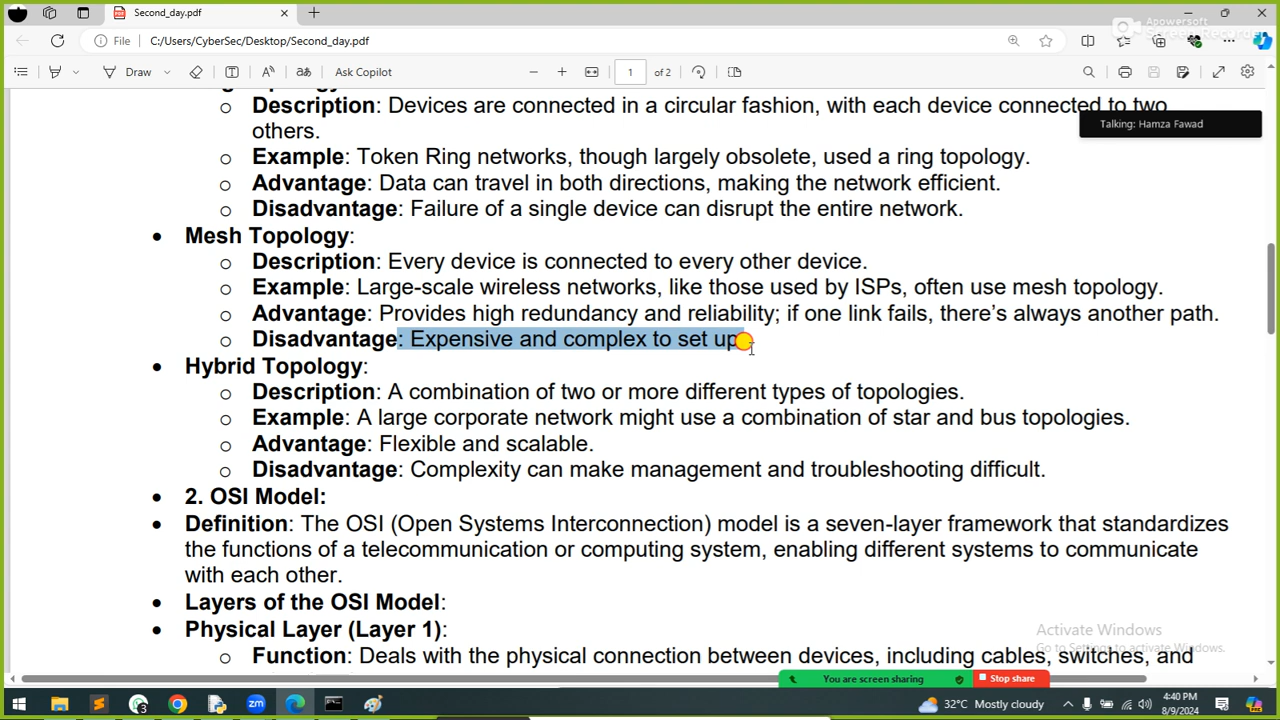 Second_day.pdf
File C:/Users/CyberSec/Desktop/Second_day.pdf
Apowersoft
Screen Recorder
Draw
Ask Copilot
1 of 2
Talking: Hamza Fawad
o Description: Devices are connected in a circular fashion, with each device connected to two
others.
o Example: Token Ring networks, though largely obsolete, used a ring topology.
o Advantage: Data can travel in both directions, making the network efficient.
o Disadvantage: Failure of a single device can disrupt the entire network.
• Mesh Topology:
o Description: Every device is connected to every other device.
o Example: Large-scale wireless networks, like those used by ISPs, often use mesh topology.
o Advantage: Provides high redundancy and reliability; if one link fails, there's always another path.
o Disadvantage: Expensive and complex to set up
• Hybrid Topology:
o Description: A combination of two or more different types of topologies.
o Example: A large corporate network might use a combination of star and bus topologies.
o Advantage: Flexible and scalable.
o Disadvantage: Complexity can make management and troubleshooting difficult.
• 2. OSI Model:
• Definition: The OSI (Open Systems Interconnection) model is a seven-layer framework that standardizes
the functions of a telecommunication or computing system, enabling different systems to communicate
with each other.
• Layers of the OSI Model:
• Physical Layer (Layer 1):
o Function: Deals with the physical connection between devices, including cables, switches, and
Activate Windows
Go to Settings to activate Windows.
You are screen sharing
Stop share
3
zm
32°C Mostly cloudy
4:40 PM
8/9/2024